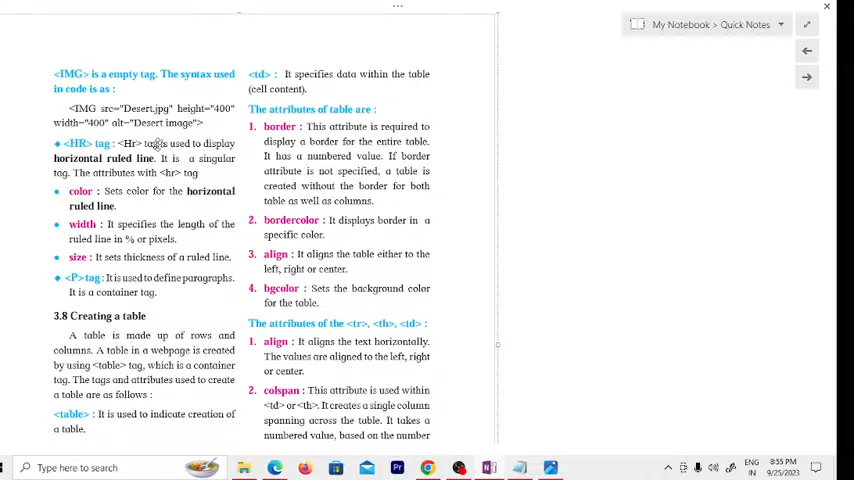 My Notebook > Quick Notes
<IMG> is a empty tag. The syntax used
in code is as :
<IMG src="Desert.jpg" height="400"
width="400" alt="Desert image">
<HR> tag : <Hr> tag is used to display
horizontal ruled line. It is a singular
tag. The attributes with <hr> tag
color : Sets color for the horizontal
ruled line.
width : It specifies the length of the
ruled line in % or pixels.
size : It sets thickness of a ruled line.
<P> tag : It is used to define paragraphs.
It is a container tag.
3.8 Creating a table
A table is made up of rows and
columns. A table in a webpage is created
by using <table> tag, which is a container
tag. The tags and attributes used to create
a table are as follows :
<table> : It is used to indicate creation of
a table.
<td> : It specifies data within the table
(cell content).
The attributes of table are :
1. border : This attribute is required to
display a border for the entire table.
It has a numbered value. If border
attribute is not specified, a table is
created without the border for both
table as well as columns.
2. bordercolor : It displays border in a
specific color.
3. align : It aligns the table either to the
left, right or center.
4. bgcolor : Sets the background color
for the table.
The attributes of the <tr>, <th>, <td> :
1. align : It aligns the text horizontally.
The values are aligned to the left, right
or center.
2. colspan : This attribute is used within
<td> or <th>. It creates a single column
spanning across the table. It takes a
numbered value, based on the number
Type here to search
Pr
ENG
IN
8:55 PM
9/25/2023